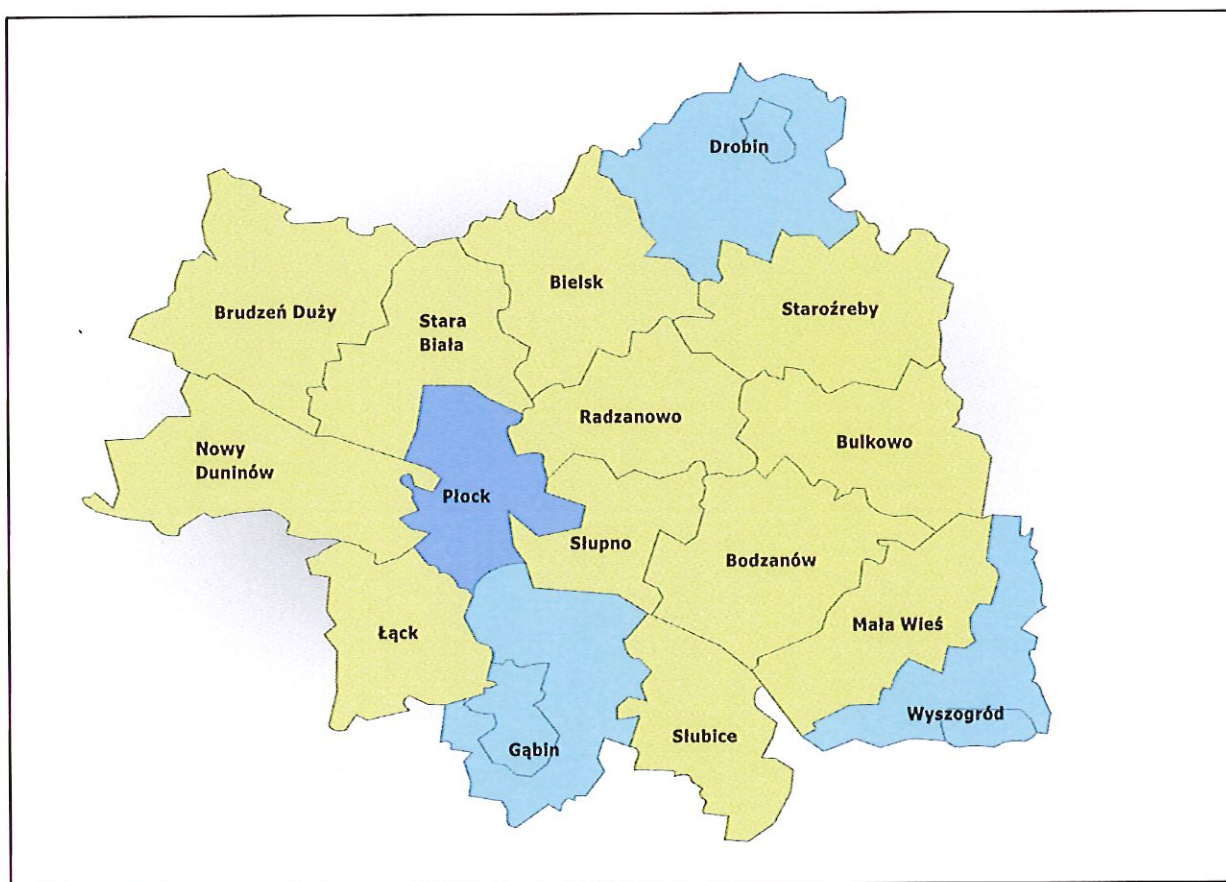 Drobin
Bielsk
Brudzeń Duży
Staroźreby
Stara
Biała
Radzanowo
Bulkowo
Nowy
Duninów
Płock
Słupno
Bodzanów
Łąck
Mała Wieś
Wyszogród
Słubice
Gąbin